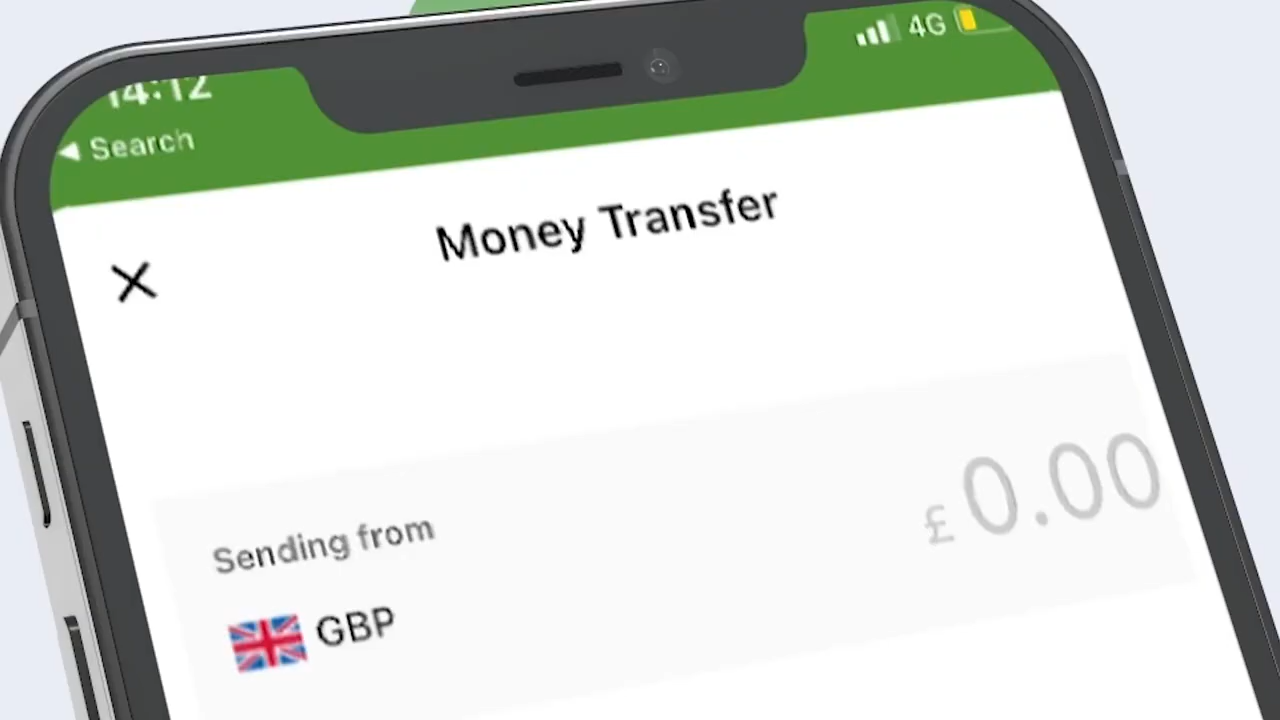 14:12
4G
◀ Search
Money Transfer
Sending from
£0.00
GBP